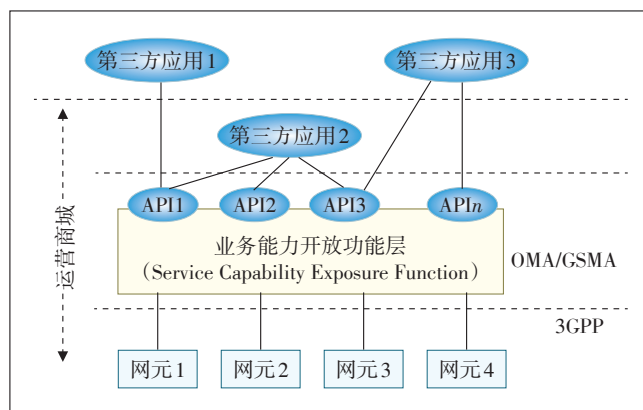 第三方应用1
第三方应用3
第三方应用2
API1
API2
API3
APIn
业务能力开放功能层
（Service Capability Exposure Function）
OMA/GSMA
运营商城
3GPP
网元1
网元2
网元3
网元4